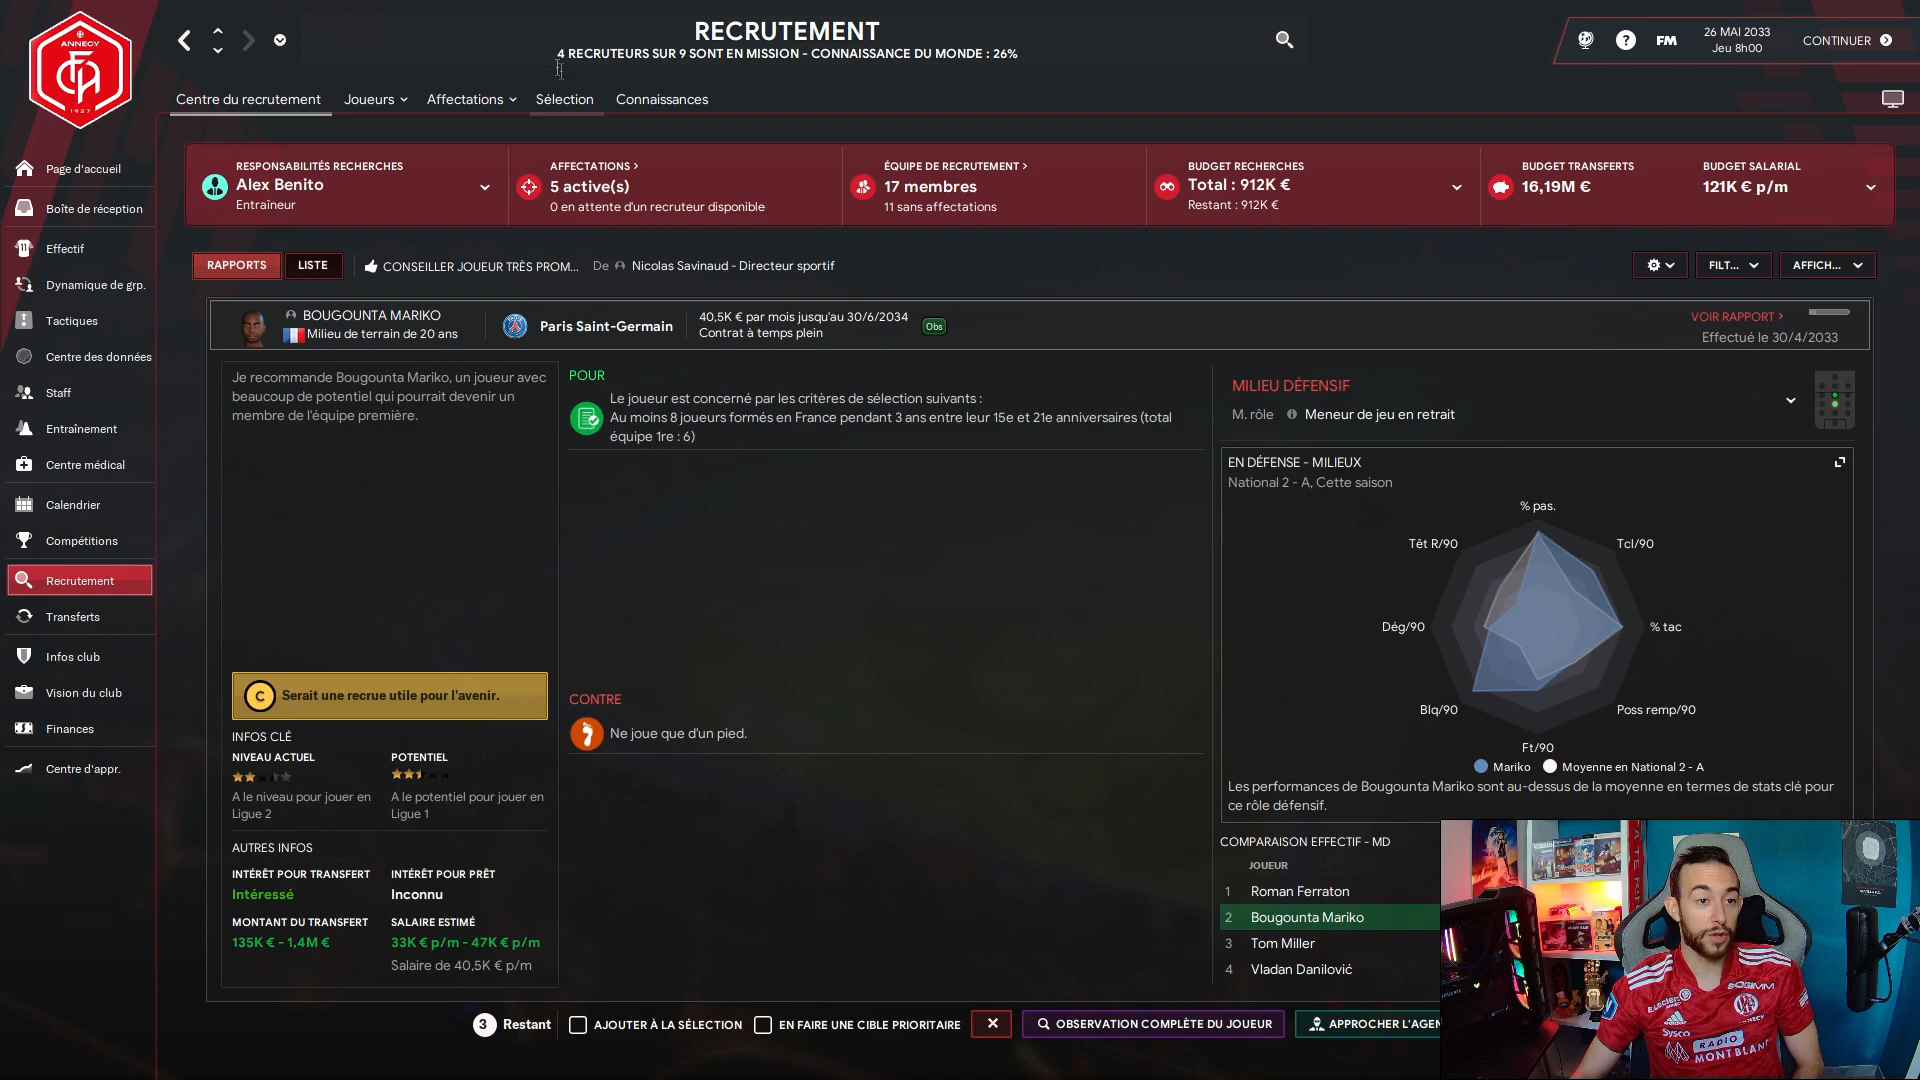 ANNECY
1927
RECRUTEMENT
4 RECRUTEURS SUR 9 SONT EN MISSION - CONNAISSANCE DU MONDE : 26%
FM
26 MAI 2033
Jeu 8h00
CONTINUER
Centre du recrutement
Joueurs
Affectations
Sélection
Connaissances
Page d'accueil
Boîte de réception
Effectif
Dynamique de grp.
Tactiques
Centre des données
Staff
Entraînement
Centre médical
Calendrier
Compétitions
Recrutement
Transferts
Infos club
Vision du club
Finances
Centre d'appr.
RESPONSABILITÉS RECHERCHES
Alex Benito
Entraîneur
AFFECTATIONS >
5 active(s)
0 en attente d'un recruteur disponible
ÉQUIPE DE RECRUTEMENT >
17 membres
11 sans affectations
BUDGET RECHERCHES
Total : 912K €
Restant : 912K €
BUDGET TRANSFERTS
16,19M €
BUDGET SALARIAL
121K € p/m
RAPPORTS
LISTE
CONSEILLER JOUEUR TRÈS PROM...
De Nicolas Savinaud - Directeur sportif
FILT...
AFFICH...
BOUGOUNTA MARIKO
Milieu de terrain de 20 ans
Paris Saint-Germain
40,5K € par mois jusqu'au 30/6/2034
Contrat à temps plein
Obs
VOIR RAPPORT >
Effectué le 30/4/2033
Je recommande Bougounta Mariko, un joueur avec
beaucoup de potentiel qui pourrait devenir un
membre de l'équipe première.
C Serait une recrue utile pour l'avenir.
INFOS CLÉ
NIVEAU ACTUEL
A le niveau pour jouer en
Ligue 2
POTENTIEL
A le potentiel pour jouer en
Ligue 1
AUTRES INFOS
INTÉRÊT POUR TRANSFERT
Intéressé
INTÉRÊT POUR PRÊT
Inconnu
MONTANT DU TRANSFERT
135K € - 1,4M €
SALAIRE ESTIMÉ
33K € p/m - 47K € p/m
Salaire de 40,5K € p/m
POUR
Le joueur est concerné par les critères de sélection suivants :
Au moins 8 joueurs formés en France pendant 3 ans entre leur 15e et 21e anniversaires (total
équipe 1re : 6)
CONTRE
Ne joue que d'un pied.
MILIEU DÉFENSIF
M. rôle Meneur de jeu en retrait
EN DÉFENSE - MILIEUX
National 2 - A, Cette saison
% pas.
Têt R/90
Tcl/90
Dég/90
% tac
Blq/90
Poss remp/90
Ft/90
Mariko
Moyenne en National 2 - A
Les performances de Bougounta Mariko sont au-dessus de la moyenne en termes de stats clé pour
ce rôle défensif.
COMPARAISON EFFECTIF - MD
JOUEUR
1 Roman Ferraton
2 Bougounta Mariko
3 Tom Miller
4 Vladan Danilović
3 Restant
AJOUTER À LA SÉLECTION
EN FAIRE UNE CIBLE PRIORITAIRE
OBSERVATION COMPLÈTE DU JOUEUR
APPROCHER L'AGEN
E.Leclerc
BOGIMM
adidas
Sysco
RADIO
MONT BLANC